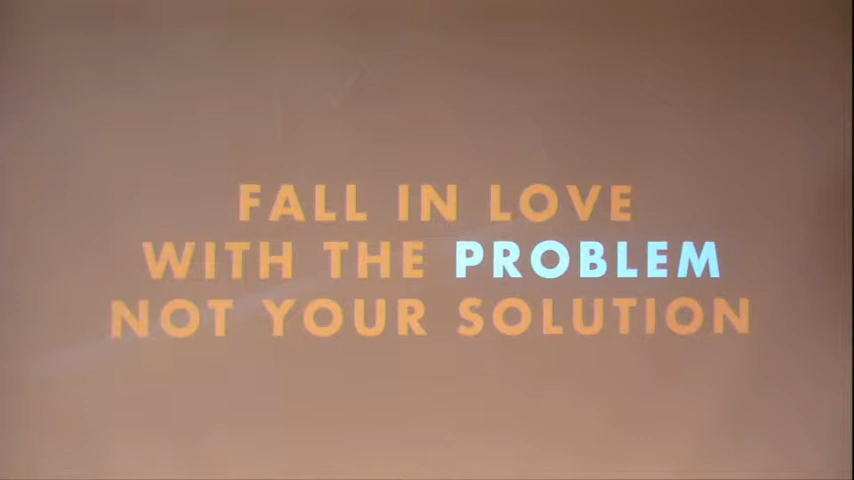 FALL IN LOVE
WITH THE PROBLEM
NOT YOUR SOLUTION